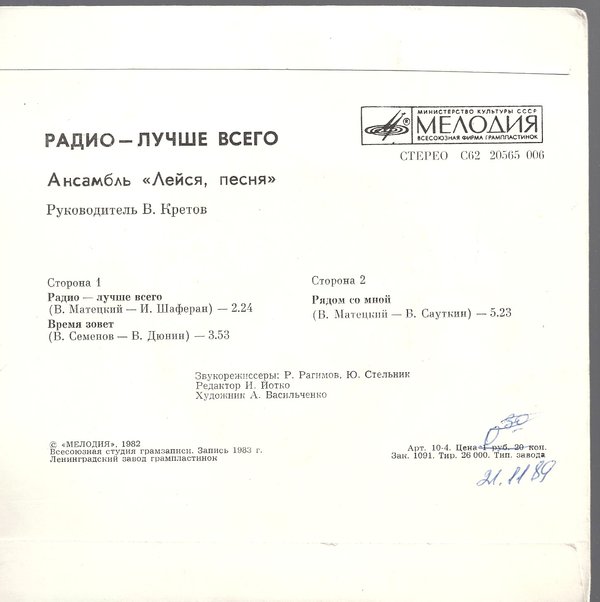 МИНИСТЕРСТВО КУЛЬТУРЫ СССР
МЕЛОДИЯ
ВСЕСОЮЗНАЯ ФИРМА ГРАМПЛАСТИНОК
СТЕРЕО С62 20565 006
РАДИО — ЛУЧШЕ ВСЕГО
Ансамбль «Лейся, песня»
Руководитель В. Кретов
Сторона 1
Радио — лучше всего
(В. Матецкий — И. Шаферан) — 2.24
Время зовет
(В. Семенов — В. Дюнин) — 3.53
Сторона 2
Рядом со мной
(В. Матецкий — В. Сауткин) — 5.23
Звукорежиссеры: Р. Рагимов, Ю. Стельник
Редактор И. Йотко
Художник А. Васильченко
© «МЕЛОДИЯ», 1982
Всесоюзная студия грамзаписи. Запись 1983 г.
Ленинградский завод грампластинок
Арт. 10-4. Цена 1 руб. 20 коп.
Зак. 1091. Тир. 26 000. Тип. завода
21.11 89